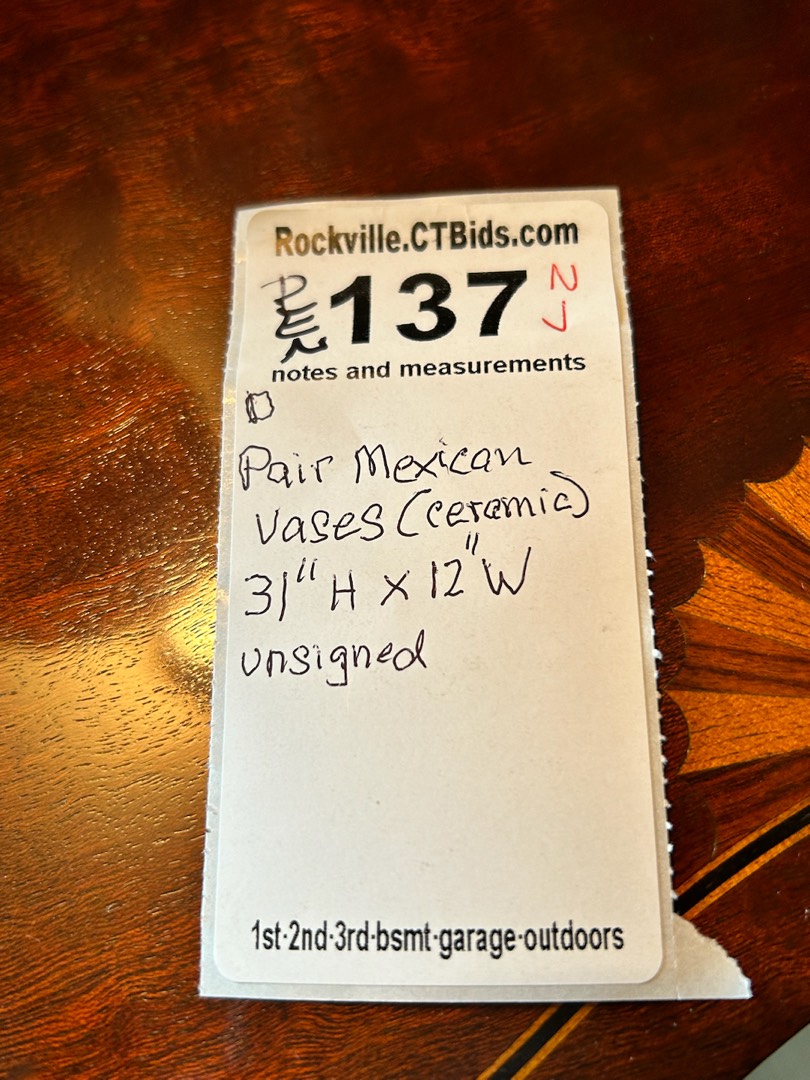 Rockville.CTBids.com
PEN 137 NJ
notes and measurements
D
Pair Mexican
vases (ceramic)
31" H x 12" W
unsigned
1st·2nd·3rd·bsmt·garage·outdoors